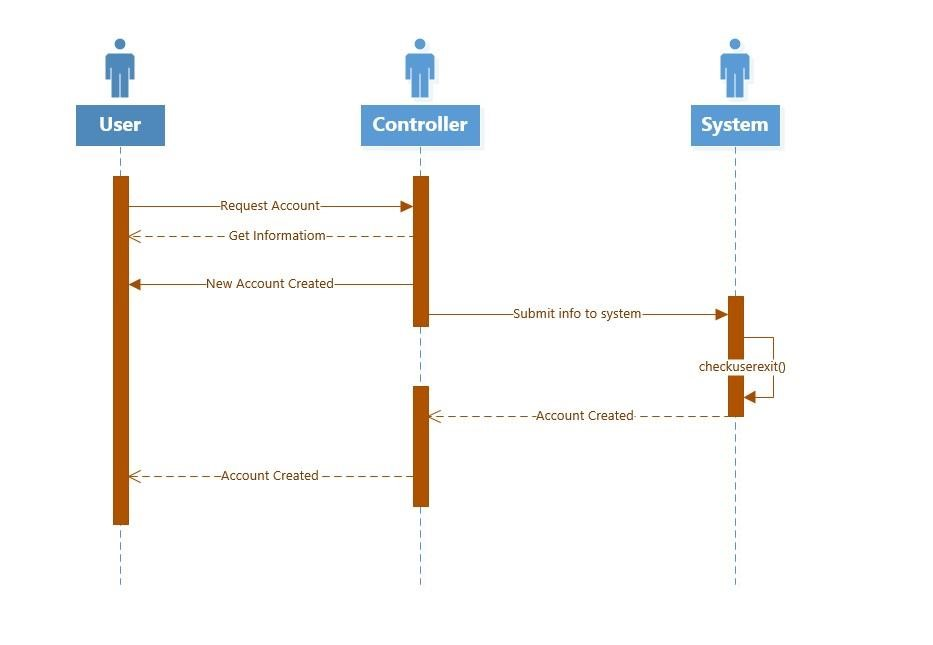 User
Controller
System
Request Account
Get Informatiom
New Account Created
Submit info to system
checkuserexit()
Account Created
Account Created